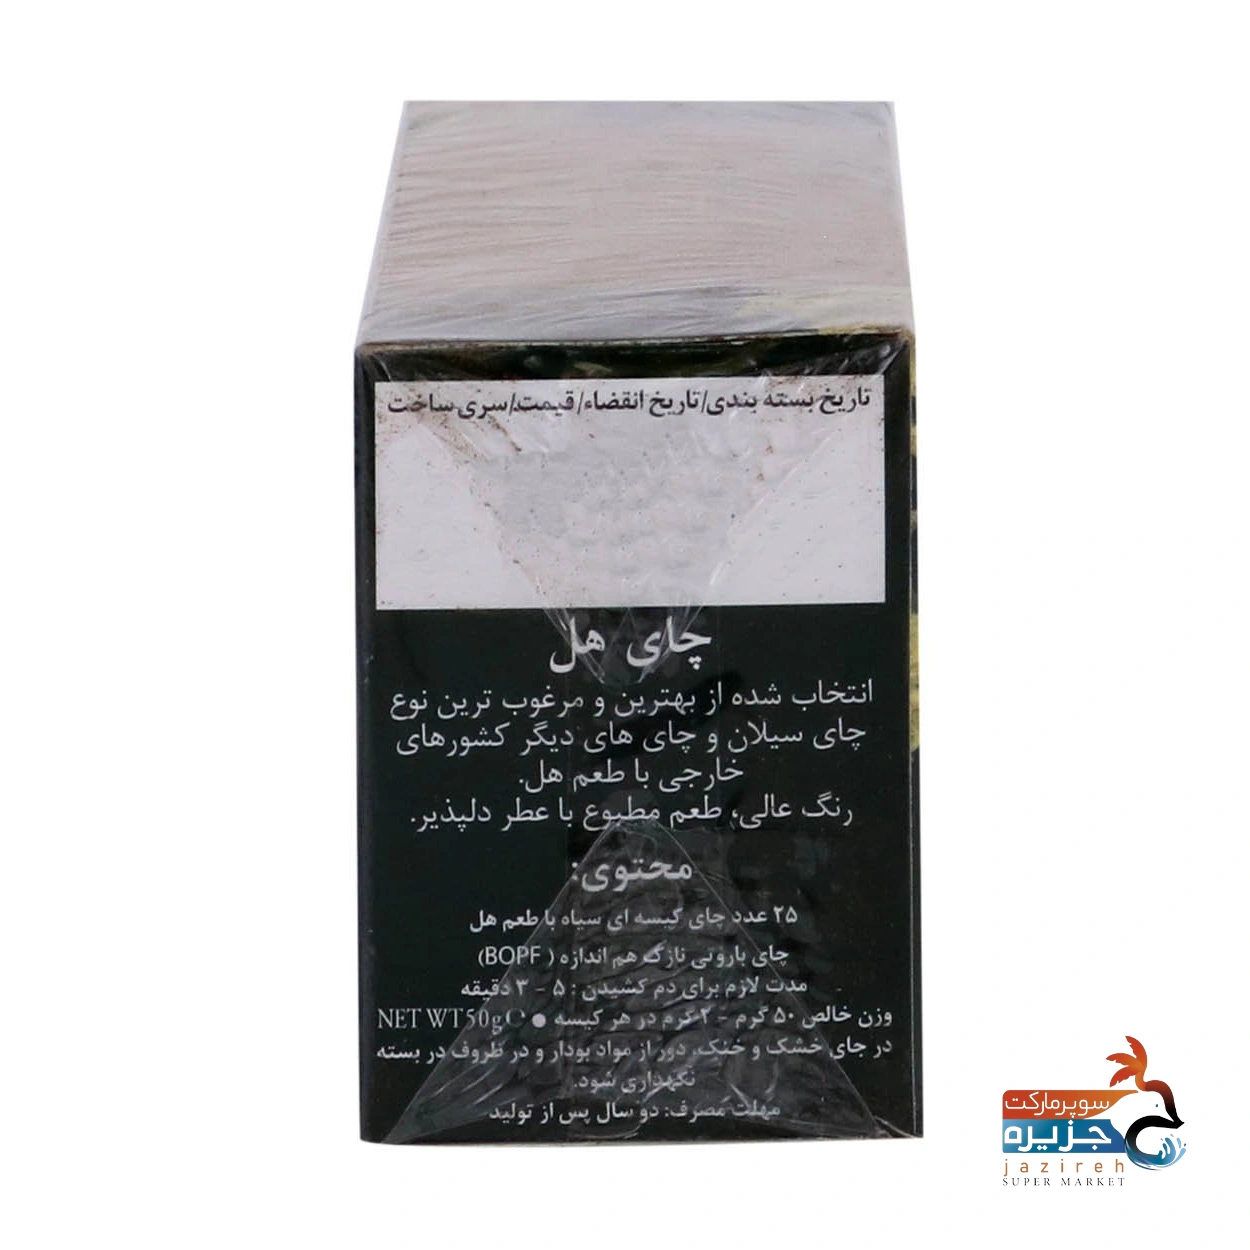 تاریخ بسته بندی/تاریخ انقضاء/قیمت/سری ساخت
چای هل
انتخاب شده از بهترین و مرغوب ترین نوع
چای سیلان و چای های دیگر کشورهای
خارجی با طعم هل.
رنگ عالی، طعم مطبوع با عطر دلپذیر.
محتوی:
۲۵ عدد چای کیسه ای سیاه با طعم هل
چای باروتی نازک هم اندازه ( BOPF)
مدت لازم برای دم کشیدن : ۵ - ۳ دقیقه
وزن خالص ۵۰ گرم - ۲ گرم در هر کیسه ● NET WT50g℮
در جای خشک و خنک، دور از مواد بودار و در ظروف در بسته
نگهداری شود.
مهلت مصرف: دو سال پس از تولید
سوپرمارکت
جزیره
jazireh
SUPER MARKET